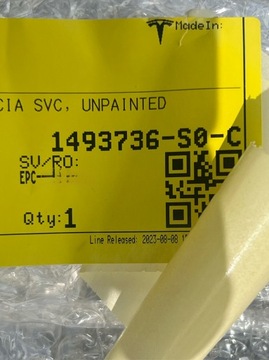 Made In:
CIA SVC, UNPAINTED
1493736-S0-C
SV/RO:
EPC
Qty: 1
Line Released: 2023-08-08